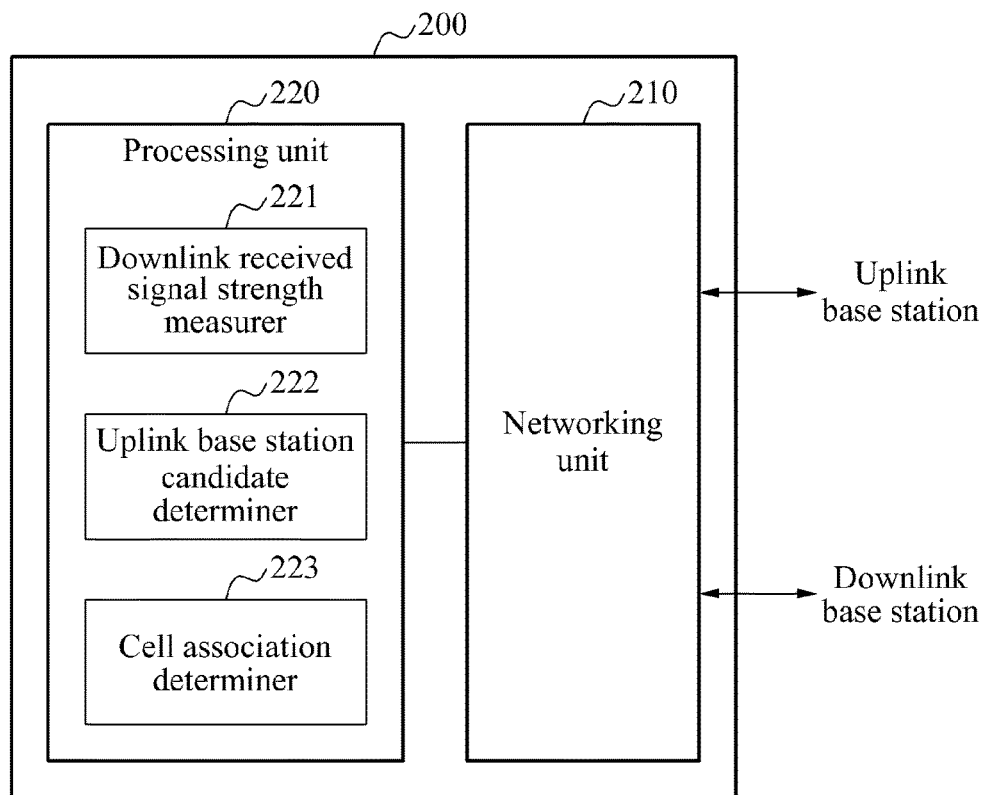 200
220
210
Processing unit
221
Downlink received
signal strength
measurer
Uplink
base station
222
Uplink base station
candidate
determiner
Networking
unit
223
Cell association
determiner
Downlink
base station